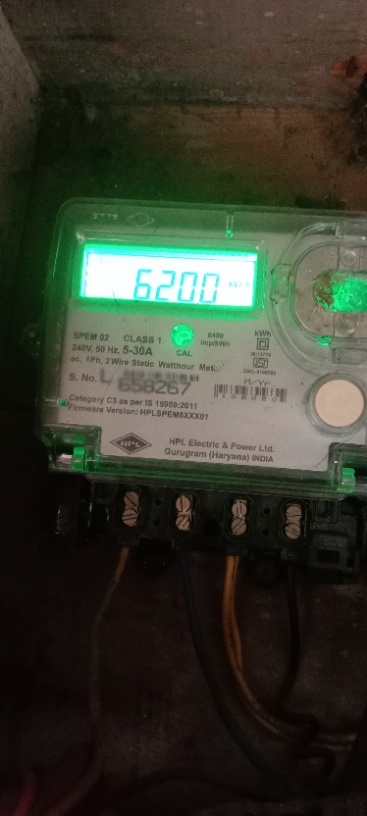 6200
SPEM 02 CLASS 1 6400 imp/kWh kWh
240V, 50 Hz, 5-30A CAL
ac, 1Ph, 2Wire Static Watthour Meter
S. No.
658267
Category C3 as per IS 15959:2011
Firmware Version: HPLSPEM8XXX01
HPL HPL Electric & Power Ltd.
Gurugram (Haryana) INDIA